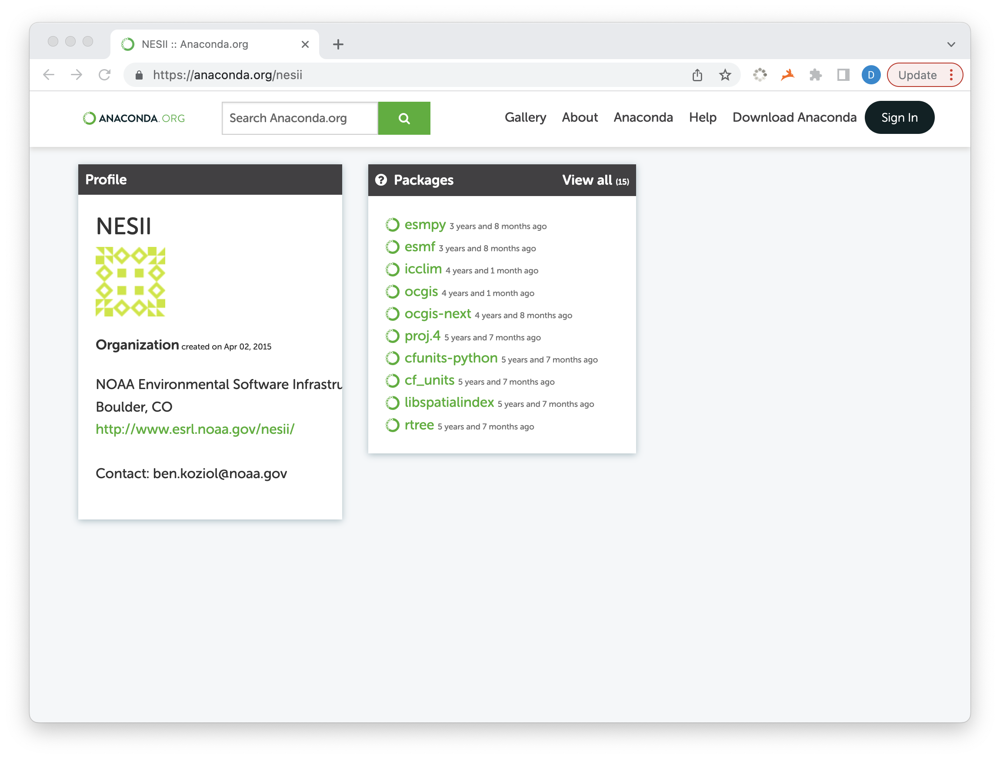 NESII :: Anaconda.org
https://anaconda.org/nesii
D
Update
ANACONDA.ORG
Search Anaconda.org
Gallery
About
Anaconda
Help
Download Anaconda
Sign In
Profile
NESII
Organization created on Apr 02, 2015
NOAA Environmental Software Infrastru
Boulder, CO
http://www.esrl.noaa.gov/nesii/
Contact: ben.koziol@noaa.gov
? Packages View all (15)
esmpy 3 years and 8 months ago
esmf 3 years and 8 months ago
icclim 4 years and 1 month ago
ocgis 4 years and 1 month ago
ocgis-next 4 years and 8 months ago
proj.4 5 years and 7 months ago
cfunits-python 5 years and 7 months ago
cf_units 5 years and 7 months ago
libspatialindex 5 years and 7 months ago
rtree 5 years and 7 months ago